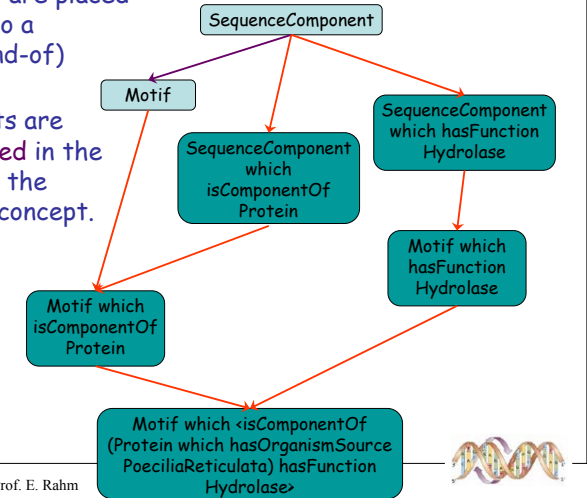 are placed
o a
nd-of)
ts are
ed in the
the
concept.
SequenceComponent
Motif
SequenceComponent
which
isComponentOf
Protein
SequenceComponent
which hasFunction
Hydrolase
Motif which
hasFunction
Hydrolase
Motif which
isComponentOf
Protein
Motif which <isComponentOf
(Protein which hasOrganismSource
PoeciliaReticulata) hasFunction
Hydrolase>
rof. E. Rahm